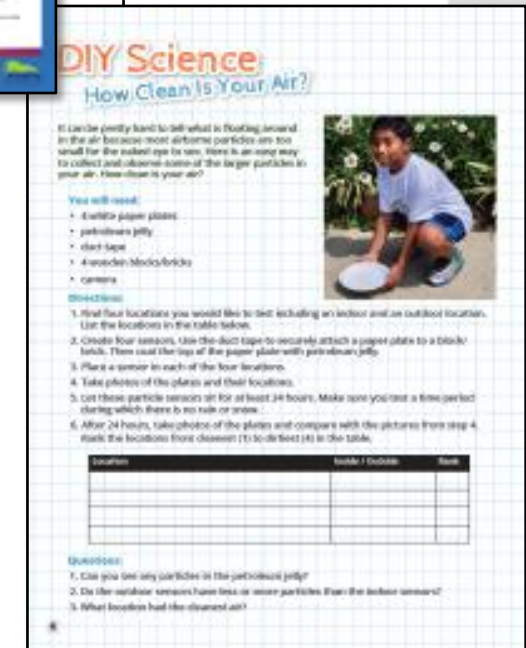 DIY Science
How Clean Is Your Air?
It can be pretty hard to tell what is floating around
in the air because most airborne particles are too
small for the naked eye to see. Here is an easy way
to collect and observe some of the larger particles in
your air. How clean is your air?
You will need:
• 4 white paper plates
• petroleum jelly
• duct tape
• 4 wooden blocks/bricks
• camera
Directions:
1. Find four locations you would like to test including an indoor and an outdoor location.
List the locations in the table below.
2. Create four sensors. Use the duct tape to securely attach a paper plate to a block/
brick. Then coat the top of the paper plate with petroleum jelly.
3. Place a sensor in each of the four locations.
4. Take photos of the plates and their locations.
5. Let these particle sensors sit for at least 24 hours. Make sure you test a time period
during which there is no rain or snow.
6. After 24 hours, take photos of the plates and compare with the pictures from step 4.
Rank the locations from cleanest (1) to dirtiest (4) in the table.
Location Inside / Outside Rank
Questions:
1. Can you see any particles in the petroleum jelly?
2. Do the outdoor sensors have less or more particles than the indoor sensors?
3. What location had the cleanest air?